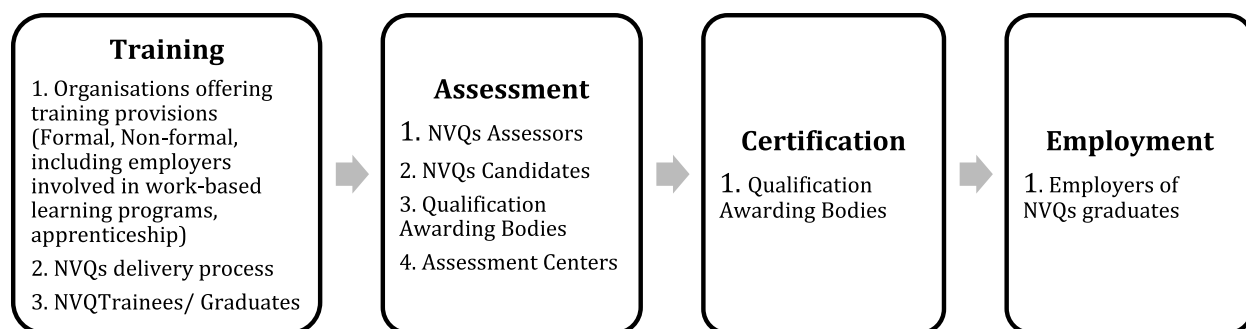 Training
1. Organisations offering
training provisions
(Formal, Non-formal,
including employers
involved in work-based
learning programs,
apprenticeship)
2. NVQs delivery process
3. NVQTrainees/ Graduates
Assessment
1. NVQs Assessors
2. NVQs Candidates
3. Qualification
Awarding Bodies
4. Assessment Centers
Certification
1. Qualification
Awarding Bodies
Employment
1. Employers of
NVQs graduates